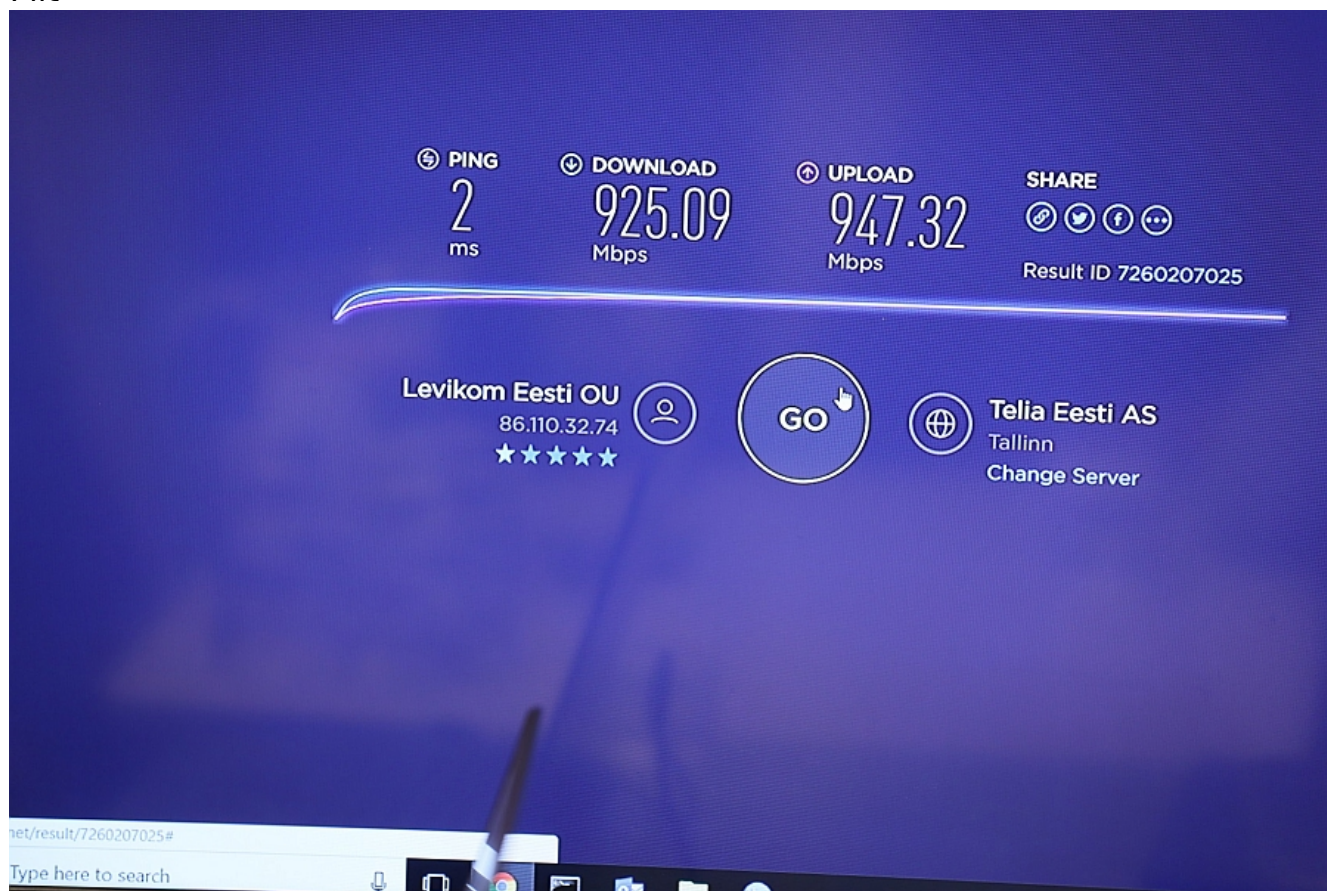 PING
2
ms
DOWNLOAD
925.09
Mbps
UPLOAD
947.32
Mbps
SHARE
Result ID 7260207025
Levikom Eesti OU
86.110.32.74
GO
Telia Eesti AS
Tallinn
Change Server
net/result/7260207025#
Type here to search